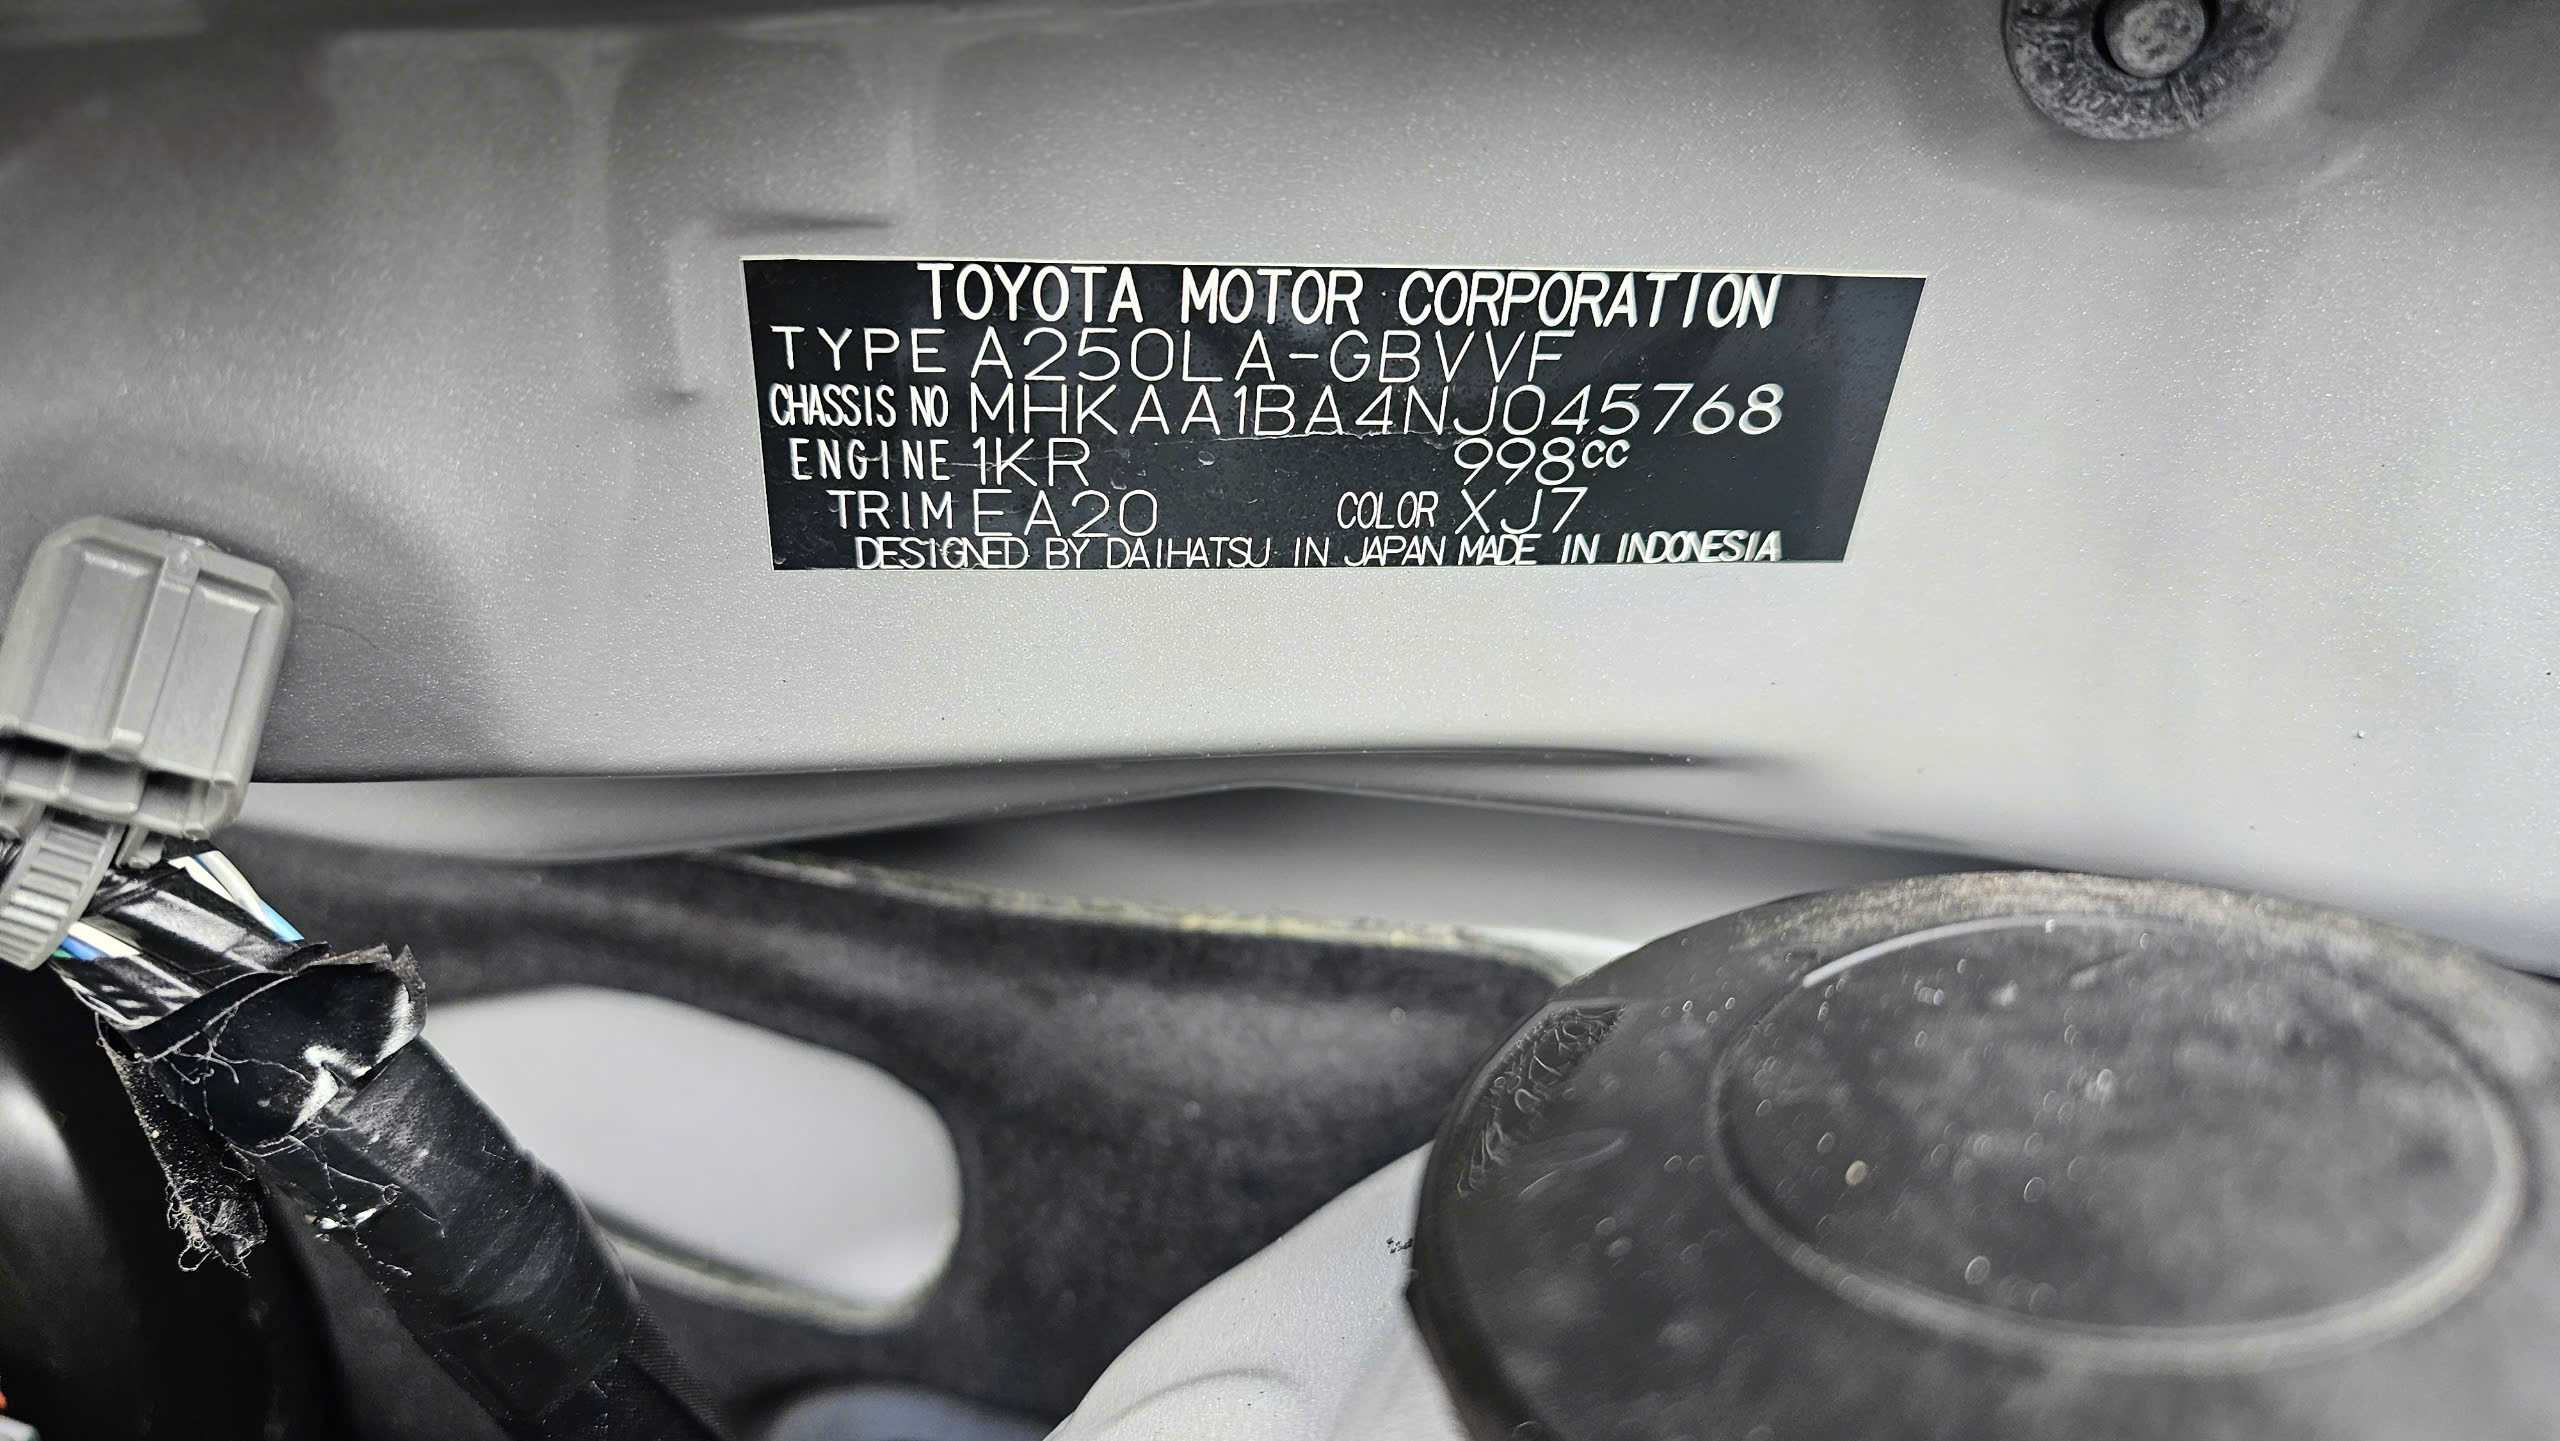 TOYOTA MOTOR CORPORATION
TYPE A250LA-GBVVF
CHASSIS NO MHKAA1BA4NJ045768
ENGINE 1KR 998cc
TRIM EA20 COLOR XJ7
DESIGNED BY DAIHATSU IN JAPAN MADE IN INDONESIA